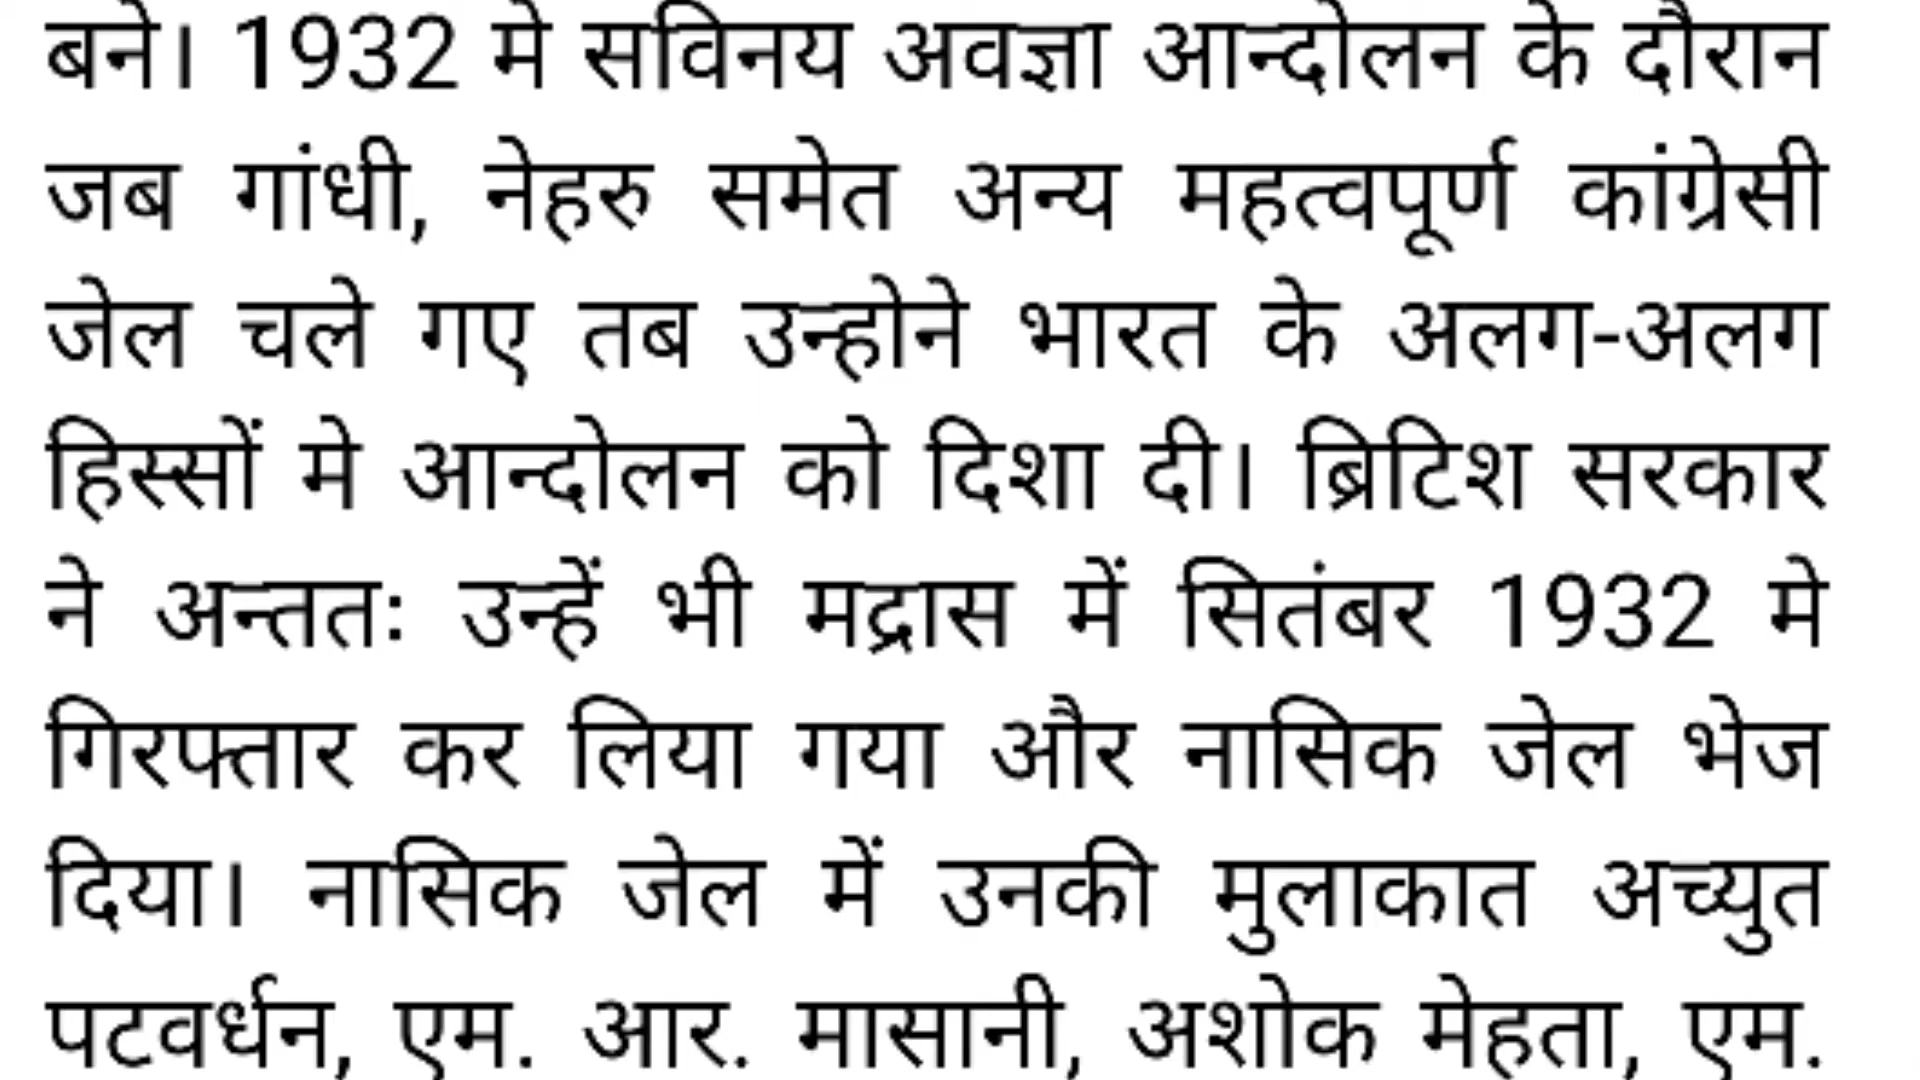 बने। 1932 मे सविनय अवज्ञा आन्दोलन के दौरान
जब गांधी, नेहरु समेत अन्य महत्वपूर्ण कांग्रेसी
जेल चले गए तब उन्होने भारत के अलग-अलग
हिस्सों मे आन्दोलन को दिशा दी। ब्रिटिश सरकार
ने अन्ततः उन्हें भी मद्रास में सितंबर 1932 मे
गिरफ्तार कर लिया गया और नासिक जेल भेज
दिया। नासिक जेल में उनकी मुलाकात अच्युत
पटवर्धन, एम. आर. मासानी, अशोक मेहता, एम.